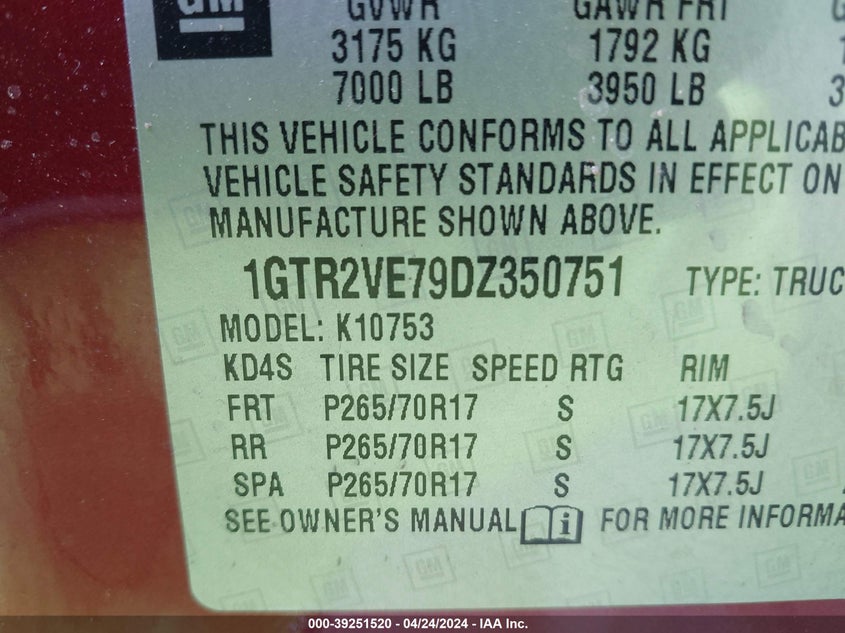 GM
GVWR GAWR FRT
3175 KG 1792 KG
7000 LB 3950 LB
THIS VEHICLE CONFORMS TO ALL APPLICAB
VEHICLE SAFETY STANDARDS IN EFFECT ON
MANUFACTURE SHOWN ABOVE.
1GTR2VE79DZ350751 TYPE: TRUC
MODEL: K10753
KD4S TIRE SIZE SPEED RTG RIM
FRT P265/70R17 S 17X7.5J
RR P265/70R17 S 17X7.5J
SPA P265/70R17 S 17X7.5J
SEE OWNER'S MANUAL i FOR MORE INFORMA
000-39251520 - 04/24/2024 - IAA Inc.